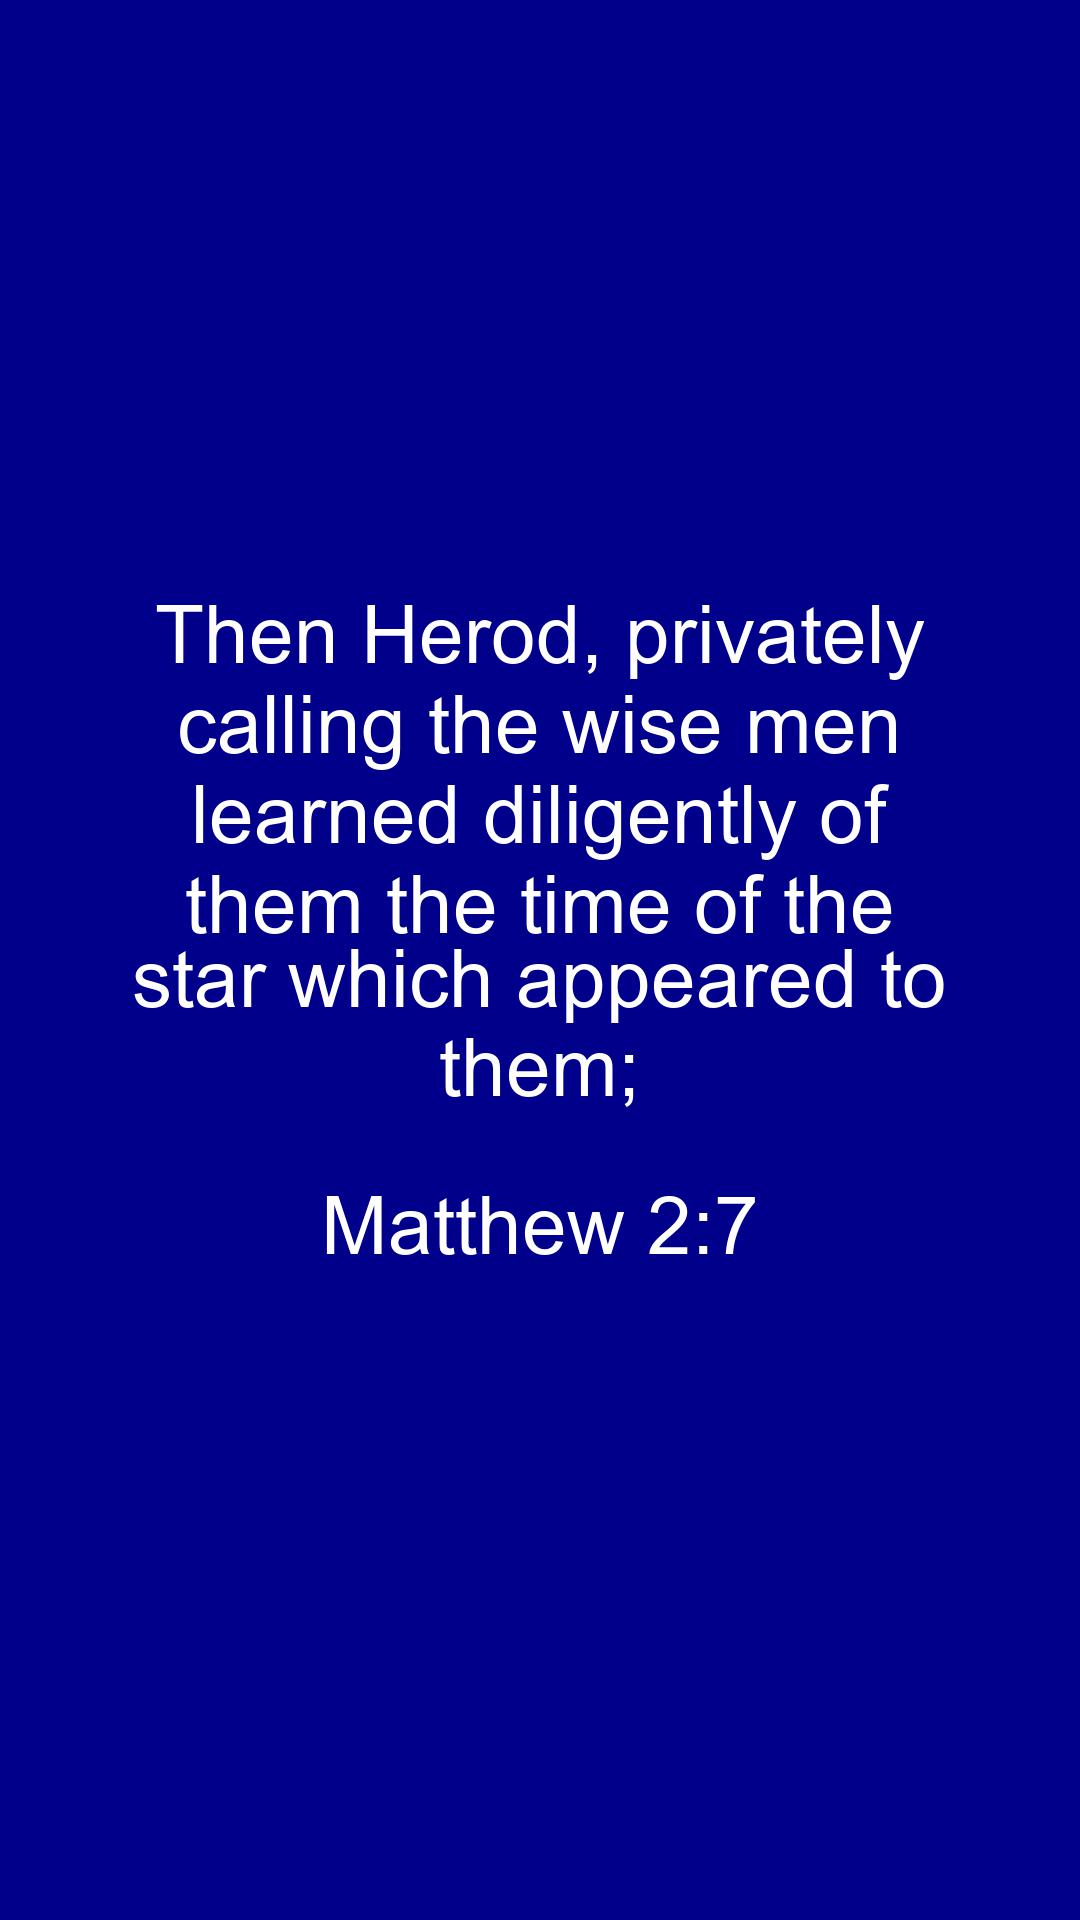 Then Herod, privately
calling the wise men
learned diligently of
them the time of the
star which appeared to
them;
Matthew 2:7